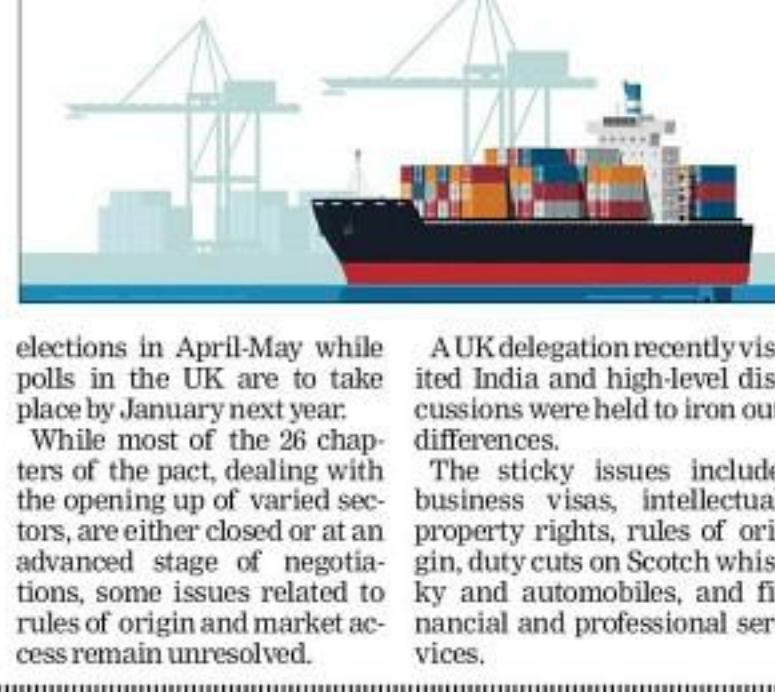 elections in April-May while
polls in the UK are to take
place by January next year.
While most of the 26 chap-
ters of the pact, dealing with
the opening up of varied sec-
tors, are either closed or at an
advanced stage of negotia-
tions, some issues related to
rules of origin and market ac-
cess remain unresolved.
A UK delegation recently vis
ited India and high-level dis
cussions were held to iron ou
differences.
The sticky issues include
business visas, intellectua
property rights, rules of ori
gin, duty cuts on Scotch whis
ky and automobiles, and fi
nancial and professional ser
vices.